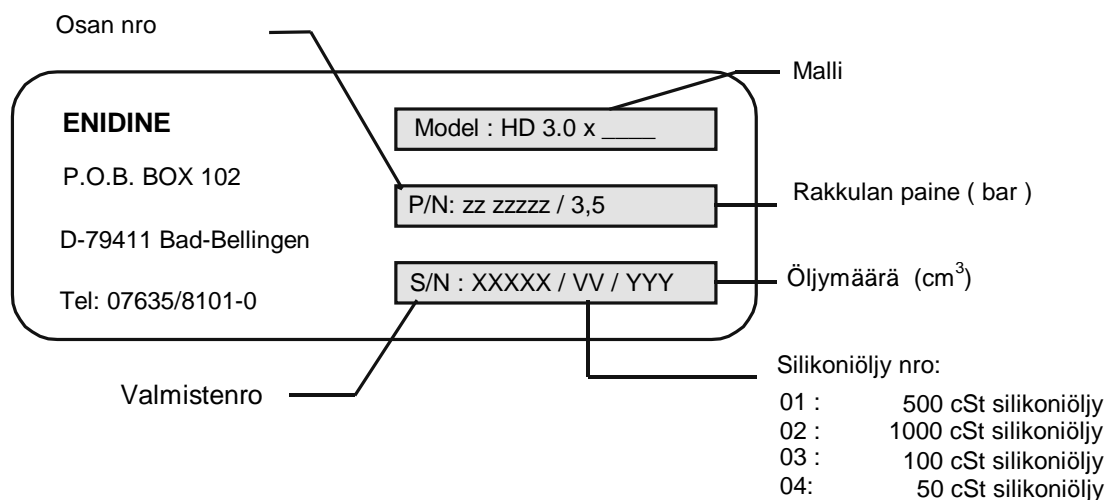 Osan nro
Malli
ENIDINE
Model : HD 3.0 x ____
P.O.B. BOX 102
P/N: zz zzzzz / 3,5
Rakkulan paine ( bar )
D-79411 Bad-Bellingen
S/N : XXXXX / VV / YYY
Öljymäärä (cm³)
Tel: 07635/8101-0
Valmistenro
Silikoniöljy nro:
01 : 500 cSt silikoniöljy
02 : 1000 cSt silikoniöljy
03 : 100 cSt silikoniöljy
04: 50 cSt silikoniöljy